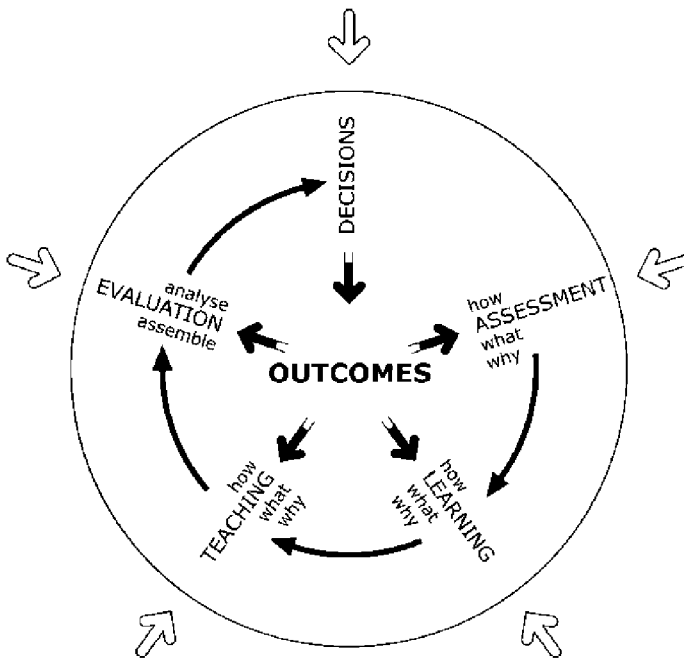 DECISIONS
how
ASSESSMENT
what
why
how
LEARNING
what
why
how
TEACHING
what
why
analyse
EVALUATION
assemble
OUTCOMES